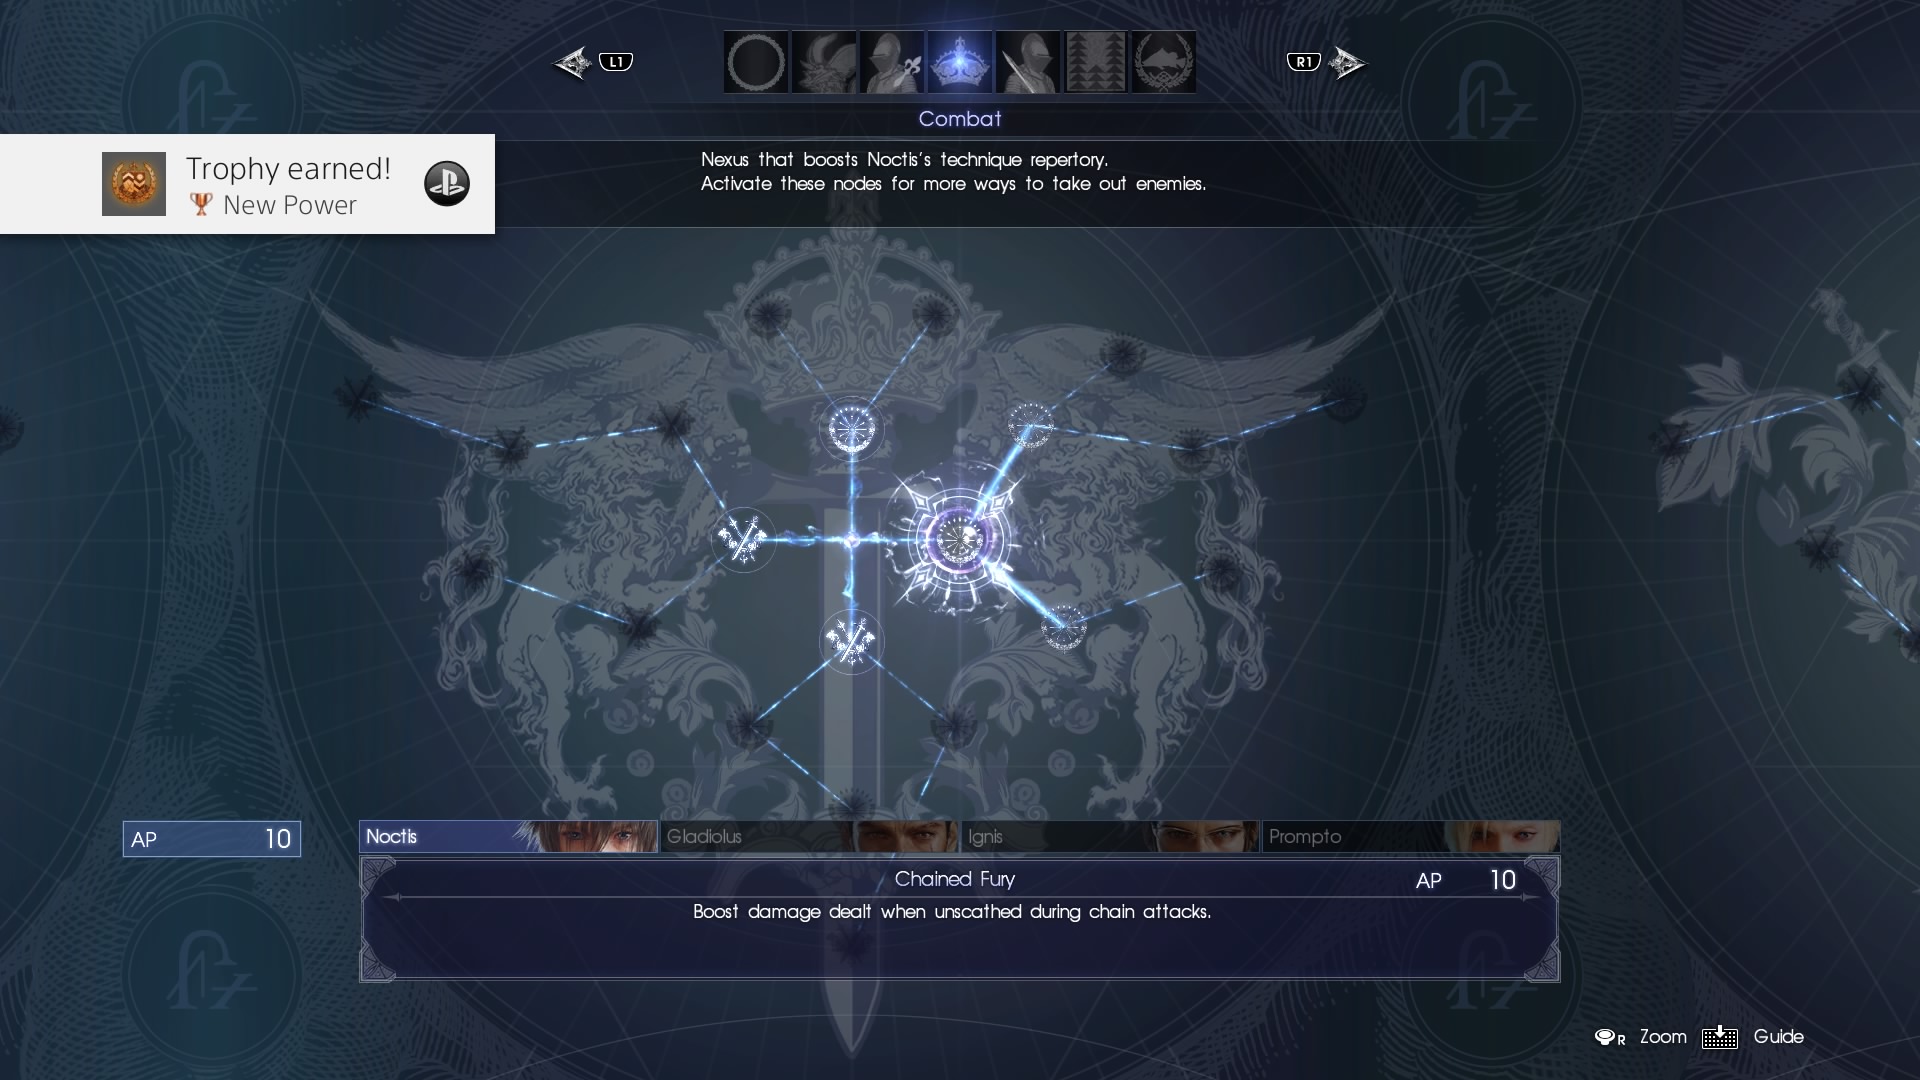 L1
R1
Combat
Nexus that boosts Noctis's technique repertory.
Activate these nodes for more ways to take out enemies.
Trophy earned!
New Power
AP 10
Noctis
Gladiolus
Ignis
Prompto
Chained Fury
AP 10
Boost damage dealt when unscathed during chain attacks.
R Zoom
Guide